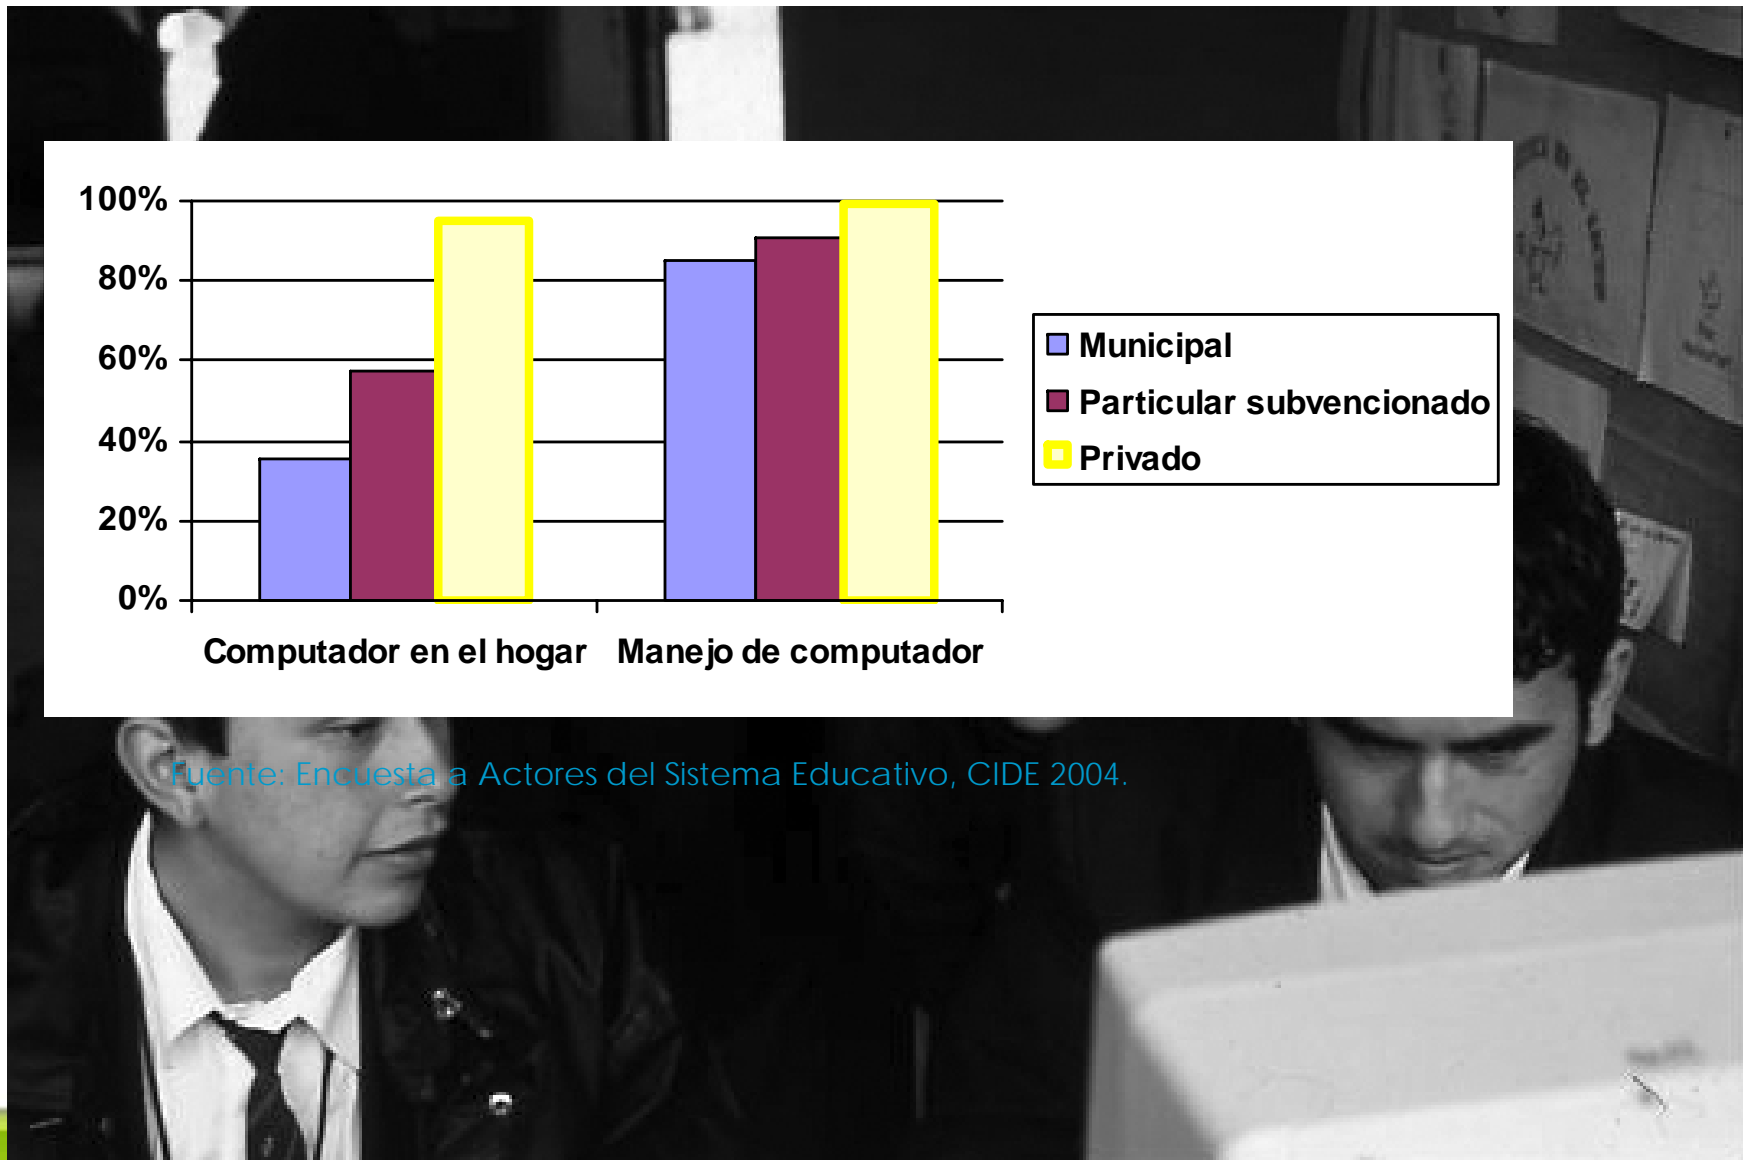 100%
80%
60%
40%
20%
0%
Computador en el hogar
Manejo de computador
Municipal
Particular subvencionado
Privado
Fuente: Encuesta a Actores del Sistema Educativo, CIDE 2004.